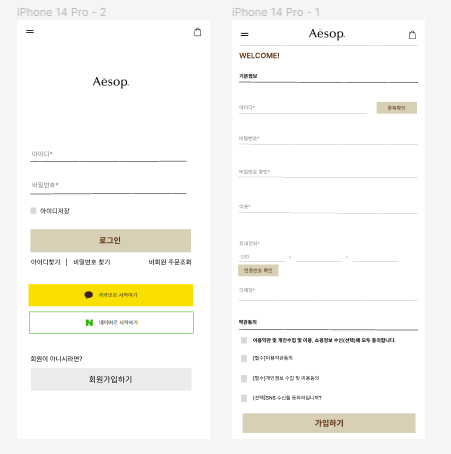 iPhone 14 Pro - 2
Aēsop.
아이디*
비밀번호*
아이디저장
로그인
아이디찾기 | 비밀번호 찾기 비회원 주문조회
카카오로 시작하기
네이버로 시작하기
회원이 아니시라면?
회원가입하기
iPhone 14 Pro - 1
Aēsop.
WELCOME!
기본정보
아이디*
중복확인
비밀번호*
비밀번호 확인*
이름*
휴대전화*
010 - -
인증번호 확인
이메일*
약관동의
이용약관 및 개인수집 및 이용, 쇼핑정보 수신(선택)에 모두 동의합니다.
[필수]이용약관동의
[필수]개인정보 수집 및 이용동의
[선택]SNS 수신을 동의하십니까?
가입하기